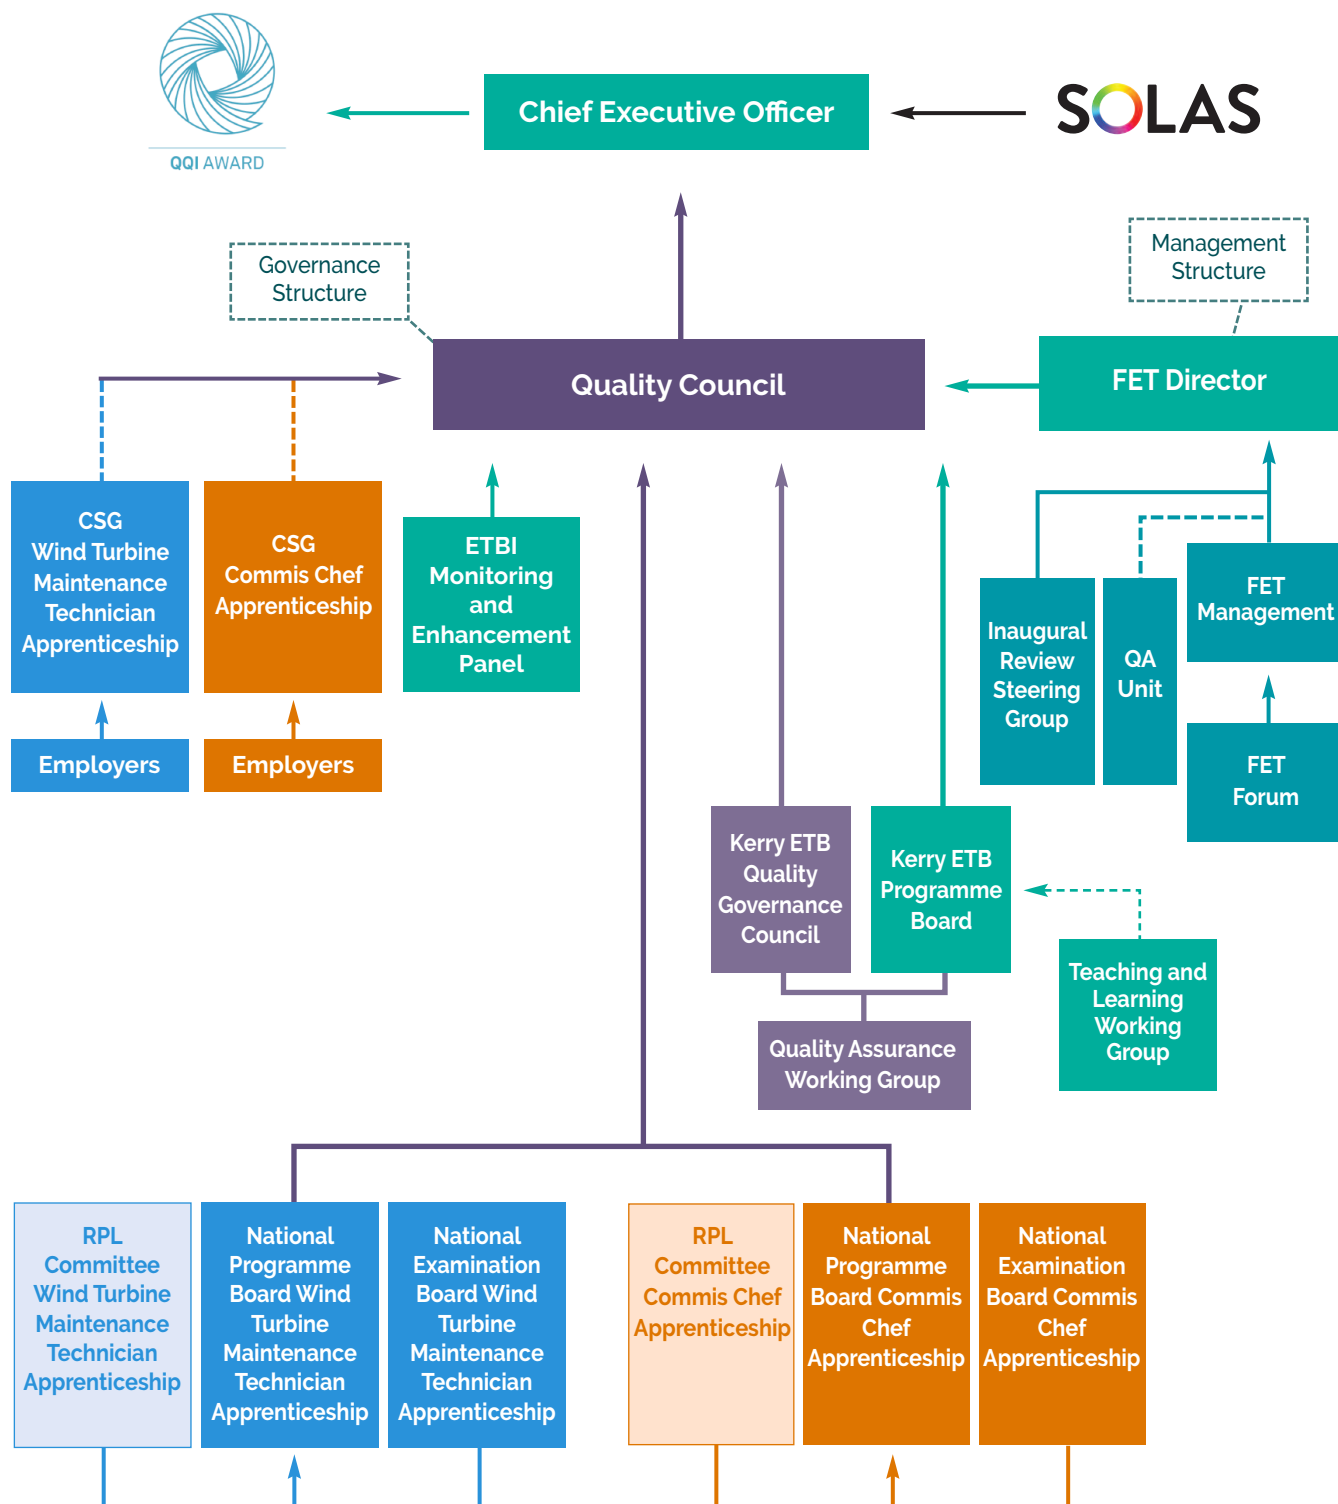 QQI AWARD
Chief Executive Officer
SOLAS
Governance
Structure
Management
Structure
Quality Council
FET Director
CSG
Wind Turbine
Maintenance
Technician
Apprenticeship
CSG
Commis Chef
Apprenticeship
ETBI
Monitoring
and
Enhancement
Panel
Inaugural
Review
Steering
Group
QA
Unit
FET
Management
Employers
Employers
FET
Forum
Kerry ETB
Quality
Governance
Council
Kerry ETB
Programme
Board
Teaching and
Learning
Working
Group
Quality Assurance
Working Group
RPL
Committee
Wind Turbine
Maintenance
Technician
Apprenticeship
National
Programme
Board Wind
Turbine
Maintenance
Technician
Apprenticeship
National
Examination
Board Wind
Turbine
Maintenance
Technician
Apprenticeship
RPL
Committee
Commis Chef
Apprenticeship
National
Programme
Board Commis
Chef
Apprenticeship
National
Examination
Board Commis
Chef
Apprenticeship